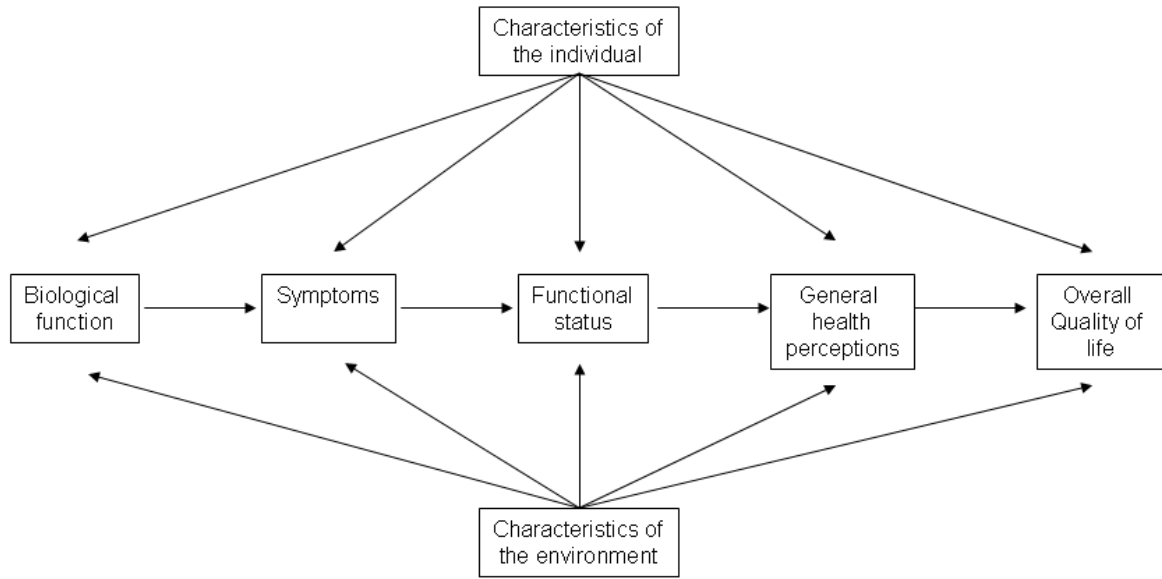 Characteristics of
the individual
Biological
function
Symptoms
Functional
status
General
health
perceptions
Overall
Quality of
life
Characteristics of
the environment